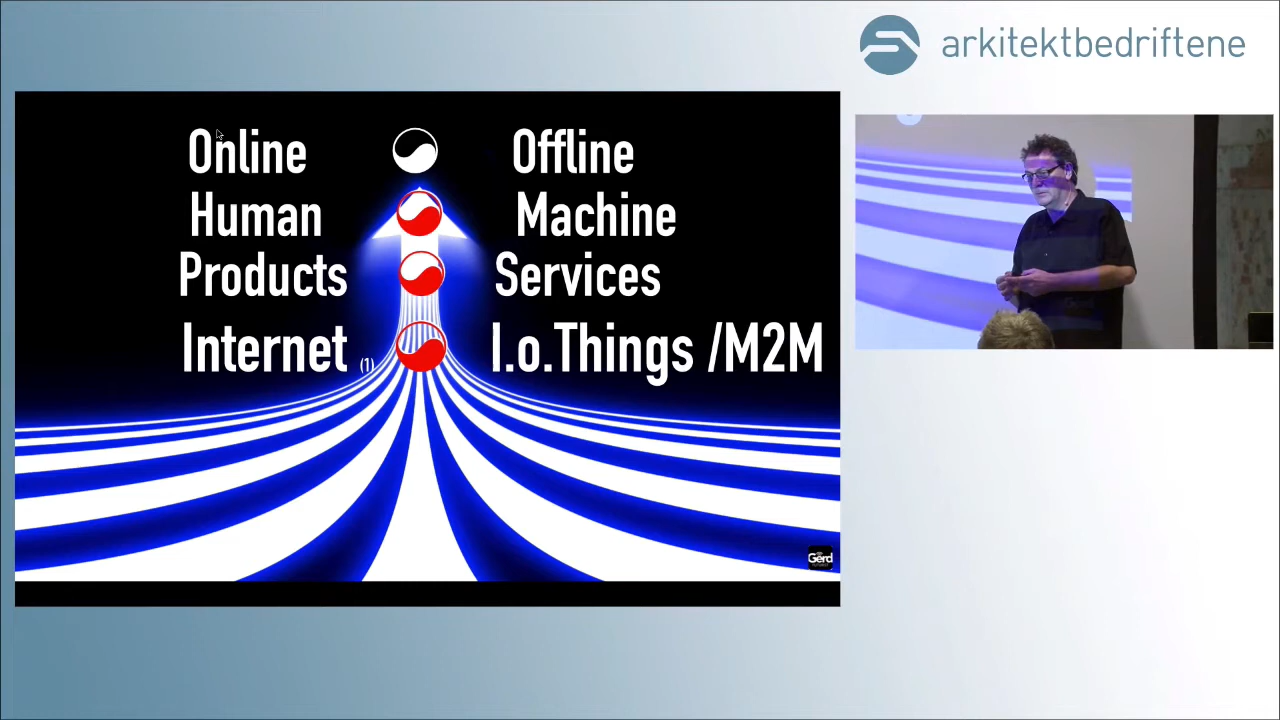 arkitektbedriftene
Online Offline
Human Machine
Products Services
Internet (1) I.o.Things /M2M
Gerd